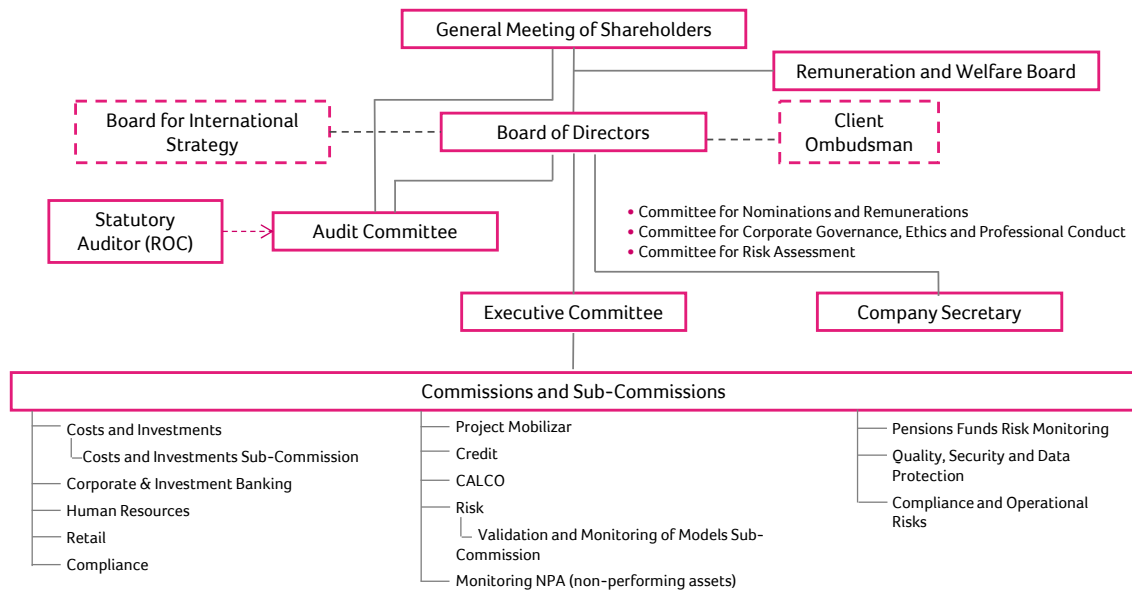 General Meeting of Shareholders
Remuneration and Welfare Board
Board for International
Strategy
Board of Directors
Client
Ombudsman
Statutory
Auditor (ROC)
Audit Committee
• Committee for Nominations and Remunerations
• Committee for Corporate Governance, Ethics and Professional Conduct
• Committee for Risk Assessment
Executive Committee
Company Secretary
Commissions and Sub-Commissions
Costs and Investments
Costs and Investments Sub-Commission
Corporate & Investment Banking
Human Resources
Retail
Compliance
Project Mobilizar
Credit
CALCO
Risk
Validation and Monitoring of Models Sub-
Commission
Monitoring NPA (non-performing assets)
Pensions Funds Risk Monitoring
Quality, Security and Data
Protection
Compliance and Operational
Risks